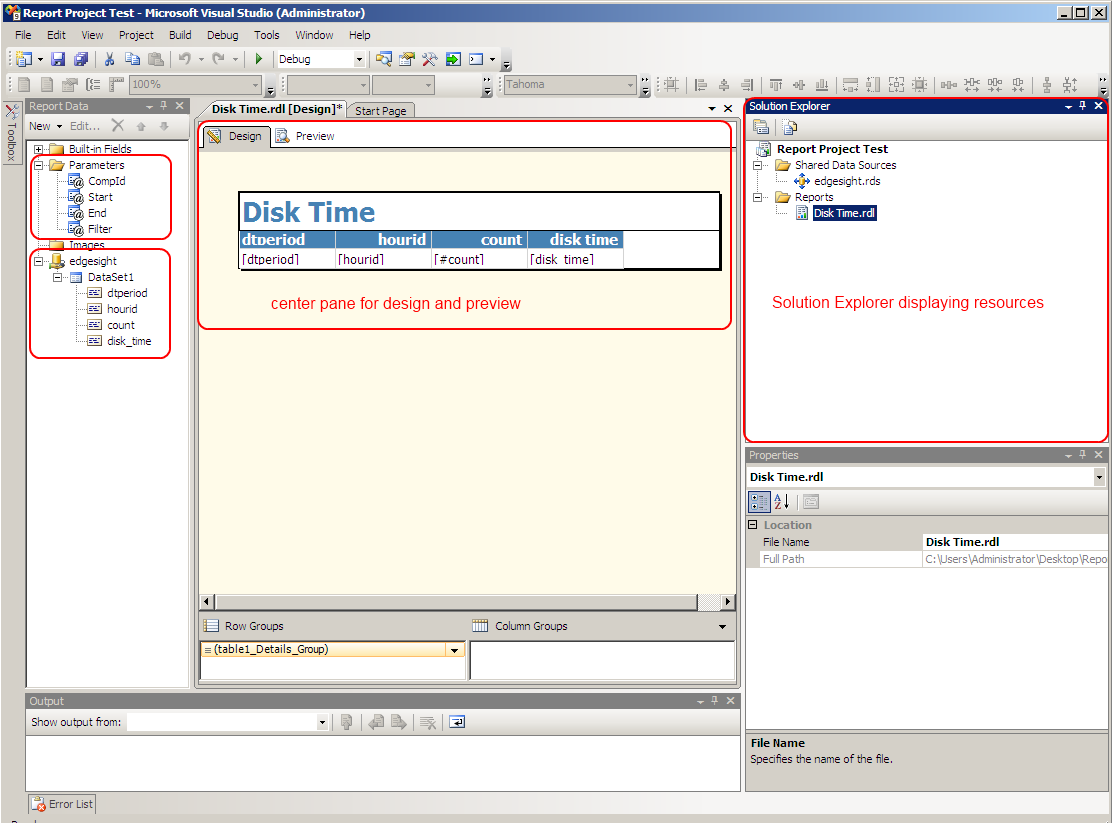 Report Project Test - Microsoft Visual Studio (Administrator)
File Edit View Project Build Debug Tools Window Help
Debug
100% Tahoma
Toolbox
Report Data
New Edit...
Built-in Fields
Parameters
CompId
Start
End
Filter
Images
edgesight
DataSet1
dtperiod
hourid
count
disk_time
Disk Time.rdl [Design]* Start Page
Design Preview
Disk Time
dtperiod hourid count disk time
[dtperiod] [hourid] [#count] [disk_time]
center pane for design and preview
Row Groups Column Groups
(table1_Details_Group)
Solution Explorer
Report Project Test
Shared Data Sources
edgesight.rds
Reports
Disk Time.rdl
Solution Explorer displaying resources
Properties
Disk Time.rdl
Location
File Name Disk Time.rdl
Full Path C:\Users\Administrator\Desktop\Repo
File Name
Specifies the name of the file.
Output
Show output from:
Error List